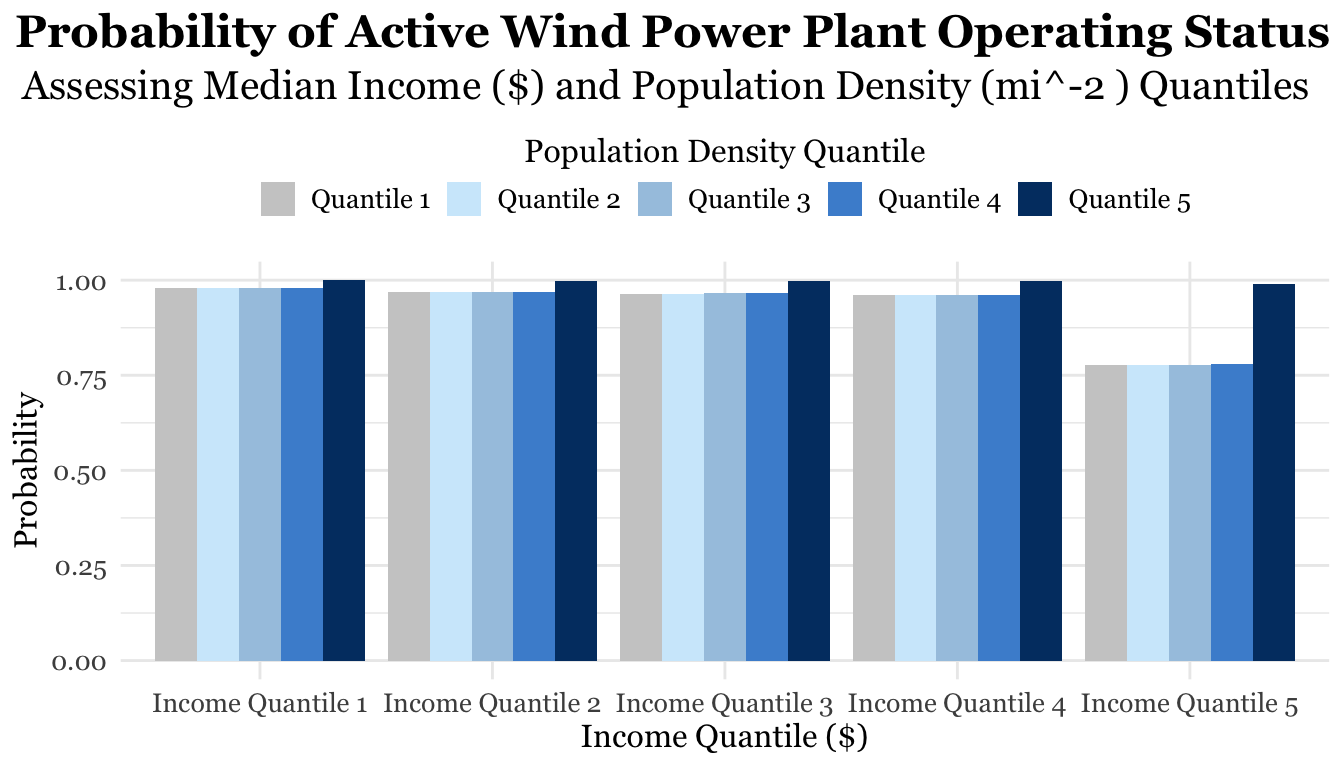 Probability of Active Wind Power Plant Operating Status
Assessing Median Income ($) and Population Density (mi^-2 ) Quantiles
Population Density Quantile
Quantile 1 Quantile 2 Quantile 3 Quantile 4 Quantile 5
1.00
0.75
0.50
0.25
0.00
Probability
Income Quantile 1 Income Quantile 2 Income Quantile 3 Income Quantile 4 Income Quantile 5
Income Quantile ($)